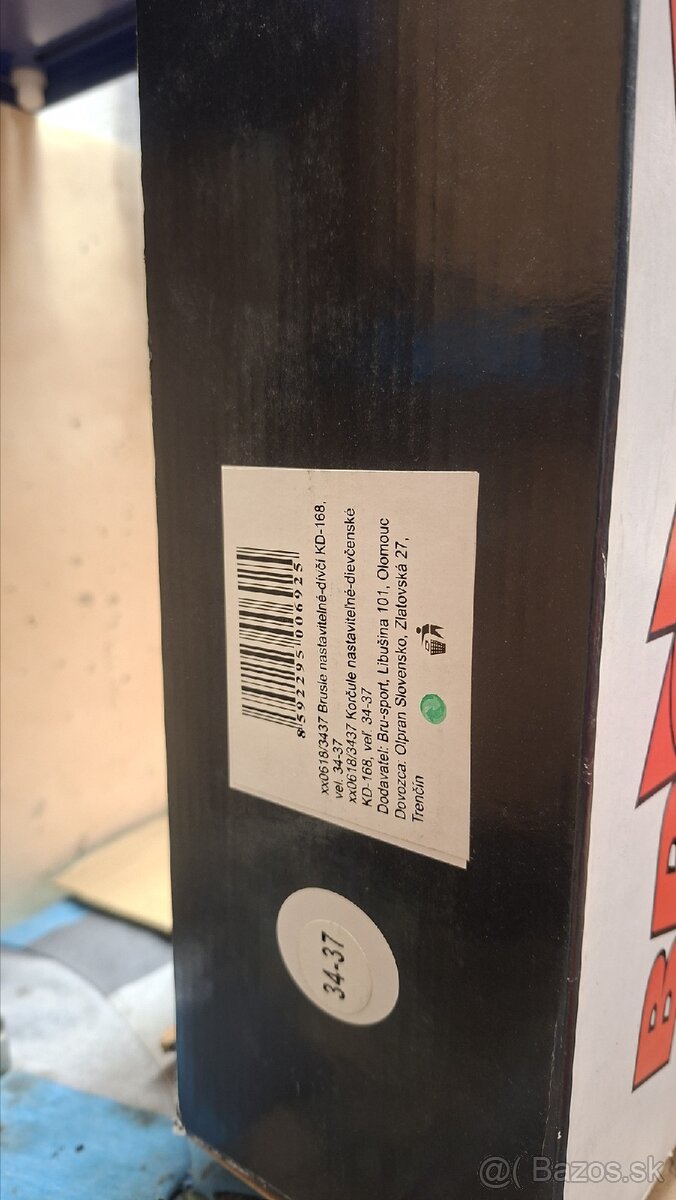 8592295006925
xx0618/3437 Brusle nastavitelné-dívčí KD-168,
vel. 34-37
xx0618/3437 Korčule nastaviteľné-dievčenské
KD-168, veľ. 34-37
Dodavatel: Bru-sport, Libušina 101, Olomouc
Dovozca: Olpran Slovensko, Zlatovská 27,
Trenčín
34-37
Bazos.sk